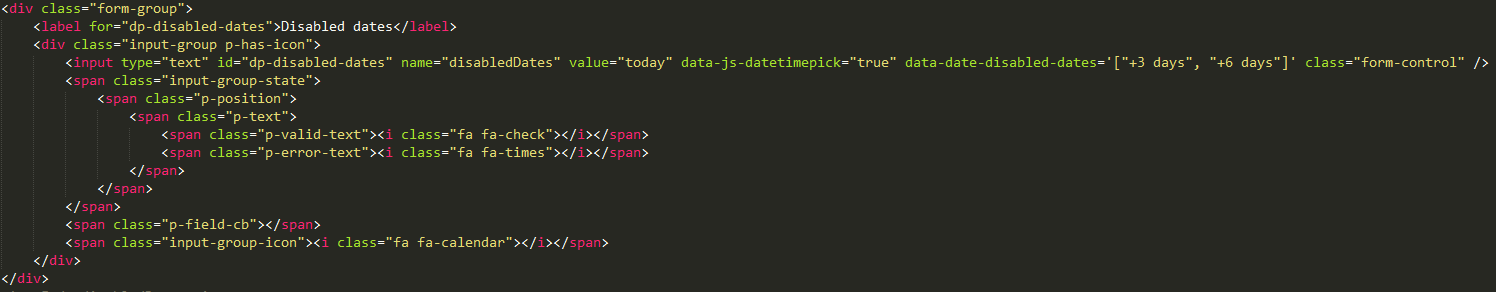 <div class="form-group">
<label for="dp-disabled-dates">Disabled dates</label>
<div class="input-group p-has-icon">
<input type="text" id="dp-disabled-dates" name="disabledDates" value="today" data-js-datetimepick="true" data-date-disabled-dates='["+3 days", "+6 days"]' class="form-control" />
<span class="input-group-state">
<span class="p-position">
<span class="p-text">
<span class="p-valid-text"><i class="fa fa-check"></i></span>
<span class="p-error-text"><i class="fa fa-times"></i></span>
</span>
</span>
</span>
<span class="p-field-cb"></span>
<span class="input-group-icon"><i class="fa fa-calendar"></i></span>
</div>
</div>